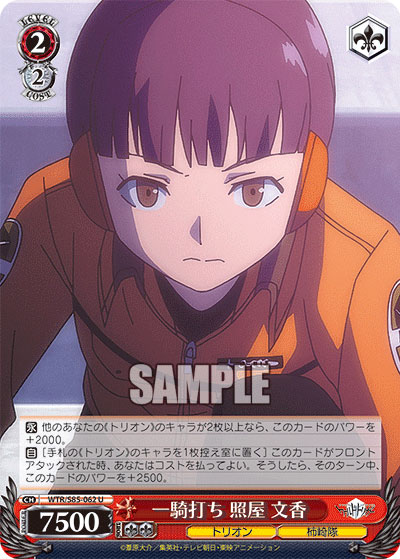 LEVEL
2
2
COST
SAMPLE
永 他のあなたの《トリオン》のキャラが2枚以上なら、このカードのパワーを
+2000。
自 [手札の《トリオン》のキャラを1枚控え室に置く] このカードがフロント
アタックされた時、あなたはコストを払ってよい。そうしたら、そのターン中、
このカードのパワーを+2500。
CH WTR/S85-062 U
7500
一騎打ち 照屋 文香
トリオン 柿崎隊
©葦原大介／集英社・テレビ朝日・東映アニメーション